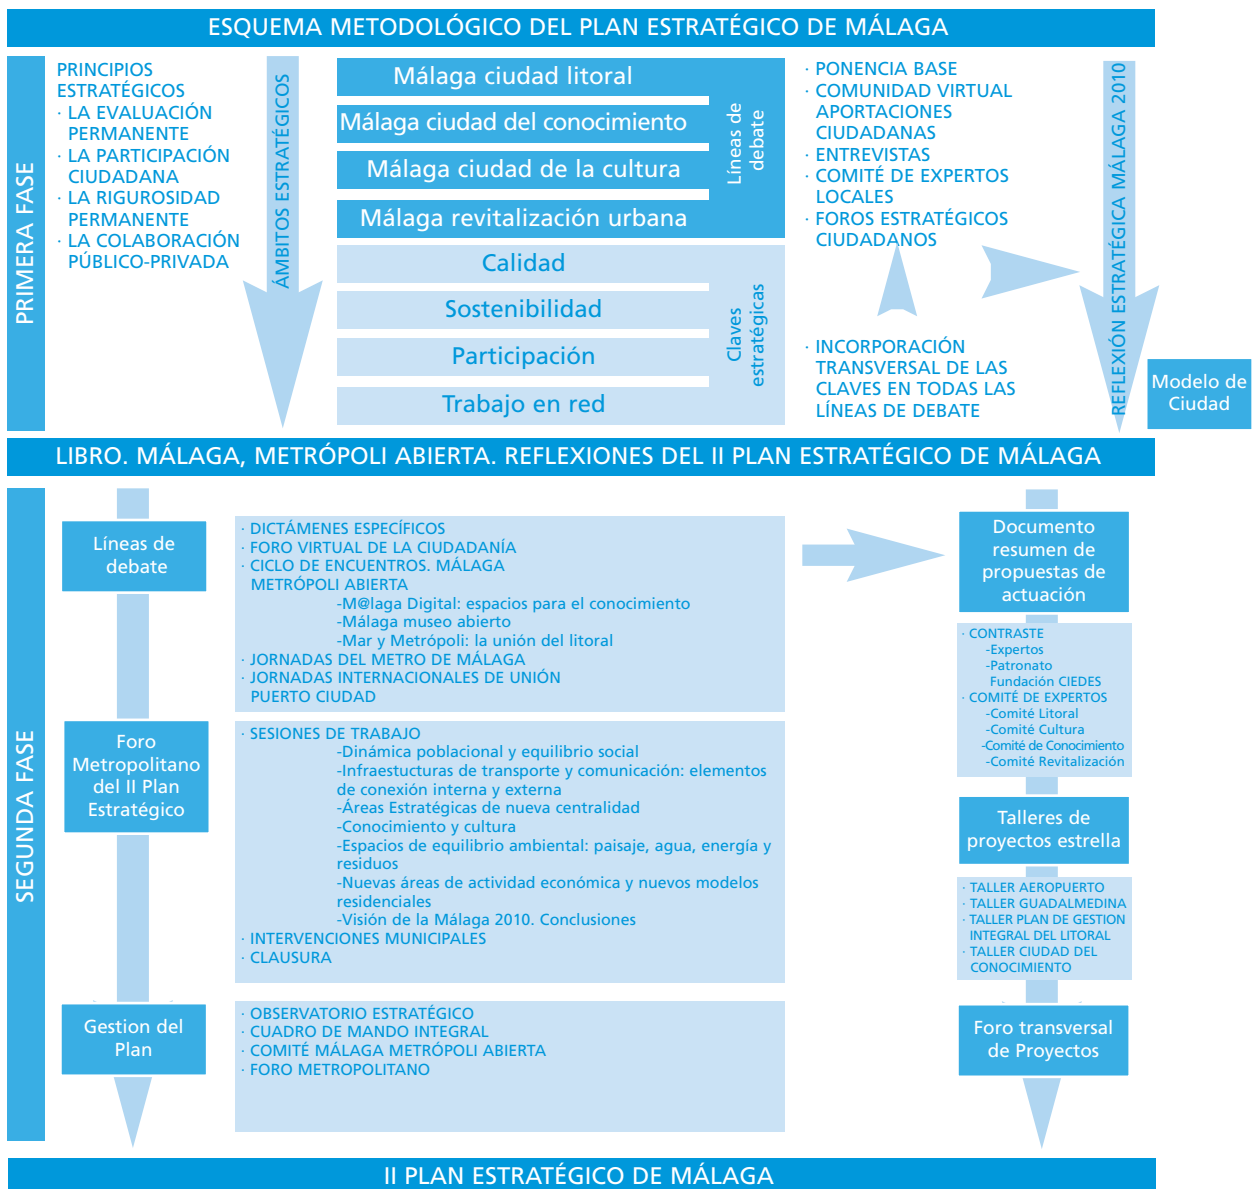 ESQUEMA METODOLÓGICO DEL PLAN ESTRATÉGICO DE MÁLAGA
PRIMERA FASE
PRINCIPIOS
ESTRATÉGICOS
· LA EVALUACIÓN
PERMANENTE
· LA PARTICIPACIÓN
CIUDADANA
· LA RIGURosIDAD
PERMANENTE
· LA COLABORACIÓN
PÚBLICO-PRIVADA
ÁMBITOS ESTRATÉGICOS
Málaga ciudad litoral
Málaga ciudad del conocimiento
Málaga ciudad de la cultura
Málaga revitalización urbana
Líneas de
debate
Calidad
Sostenibilidad
Participación
Trabajo en red
Claves
estratégicas
· PONENCIA BASE
· COMUNIDAD VIRTUAL
APORTACIONES
CIUDADANAS
· ENTREVISTAS
· COMITÉ DE EXPERTOS
LOCALES
· FOROS ESTRATÉGICOS
CIUDADANOS
· INCORPORACIÓN
TRANSVERSAL DE LAS
CLAVES EN TODAS LAS
LÍNEAS DE DEBATE
REFLEXIÓN ESTRATÉGICA MÁLAGA 2010
Modelo de
Ciudad
LIBRO. MÁLAGA, METRÓPOLI ABIERTA. REFLEXIONES DEL II PLAN ESTRATÉGICO DE MÁLAGA
SEGUNDA FASE
Líneas de
debate
· DICTÁMENES ESPECÍFICOS
· FORO VIRTUAL DE LA CIUDADANÍA
· CICLO DE ENCUENTROS. MÁLAGA
METRÓPOLI ABIERTA
-M@laga Digital: espacios para el conocimiento
-Málaga museo abierto
-Mar y Metrópoli: la unión del litoral
· JORNADAS DEL METRO DE MÁLAGA
· JORNADAS INTERNACIONALES DE UNIÓN
PUERTO CIUDAD
Foro
Metropolitano
del II Plan
Estratégico
· SESIONES DE TRABAJO
-Dinámica poblacional y equilibrio social
-Infraestucturas de transporte y comunicación: elementos
de conexión interna y externa
-Áreas Estratégicas de nueva centralidad
-Conocimiento y cultura
-Espacios de equilibrio ambiental: paisaje, agua, energía y
residuos
-Nuevas áreas de actividad económica y nuevos modelos
residenciales
-Visión de la Málaga 2010. Conclusiones
· INTERVENCIONES MUNICIPALES
· CLAUSURA
Gestion del
Plan
· OBSERVATORIO ESTRATÉGICO
· CUADRO DE MANDO INTEGRAL
· COMITÉ MÁLAGA METRÓPOLI ABIERTA
· FORO METROPOLITANO
Documento
resumen de
propuestas de
actuación
· CONTRASTE
-Expertos
-Patronato
Fundación CIEDES
· COMITÉ DE EXPERTOS
-Comité Litoral
-Comité Cultura
-Comité de Conocimiento
-Comité Revitalización
Talleres de
proyectos estrella
· TALLER AEROPUERTO
· TALLER GUADALMEDINA
· TALLER PLAN DE GESTION
INTEGRAL DEL LITORAL
· TALLER CIUDAD DEL
CONOCIMIENTO
Foro transversal
de Proyectos
II PLAN ESTRATÉGICO DE MÁLAGA